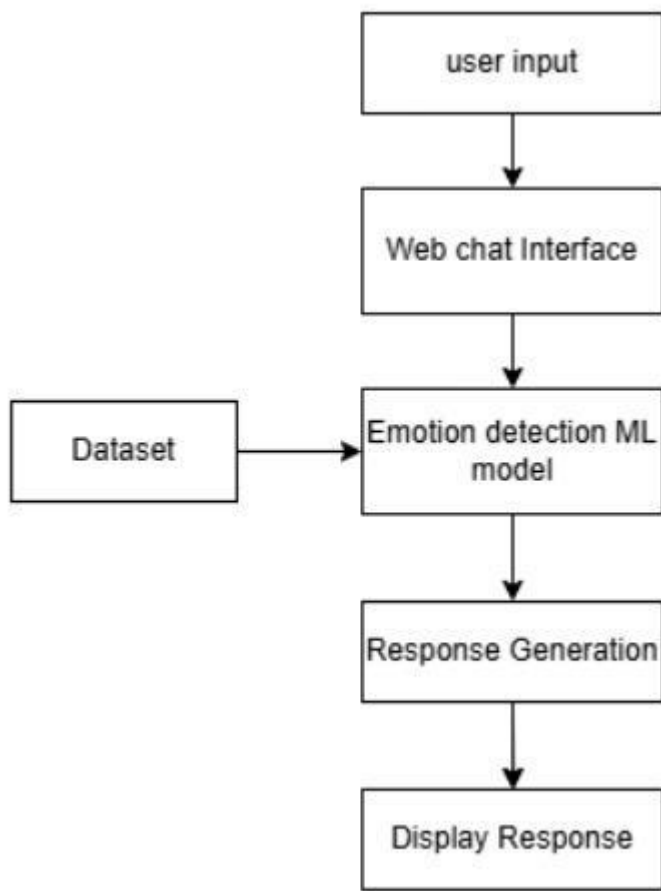 user input
Web chat Interface
Dataset
Emotion detection ML
model
Response Generation
Display Response